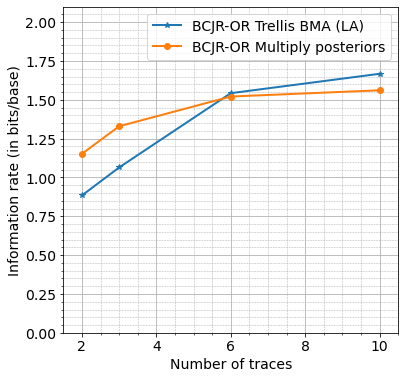 2.00
1.75
1.50
1.25
1.00
0.75
0.50
0.25
0.00
Information rate (in bits/base)
BCJR-OR Trellis BMA (LA)
BCJR-OR Multiply posteriors
2 4 6 8 10
Number of traces